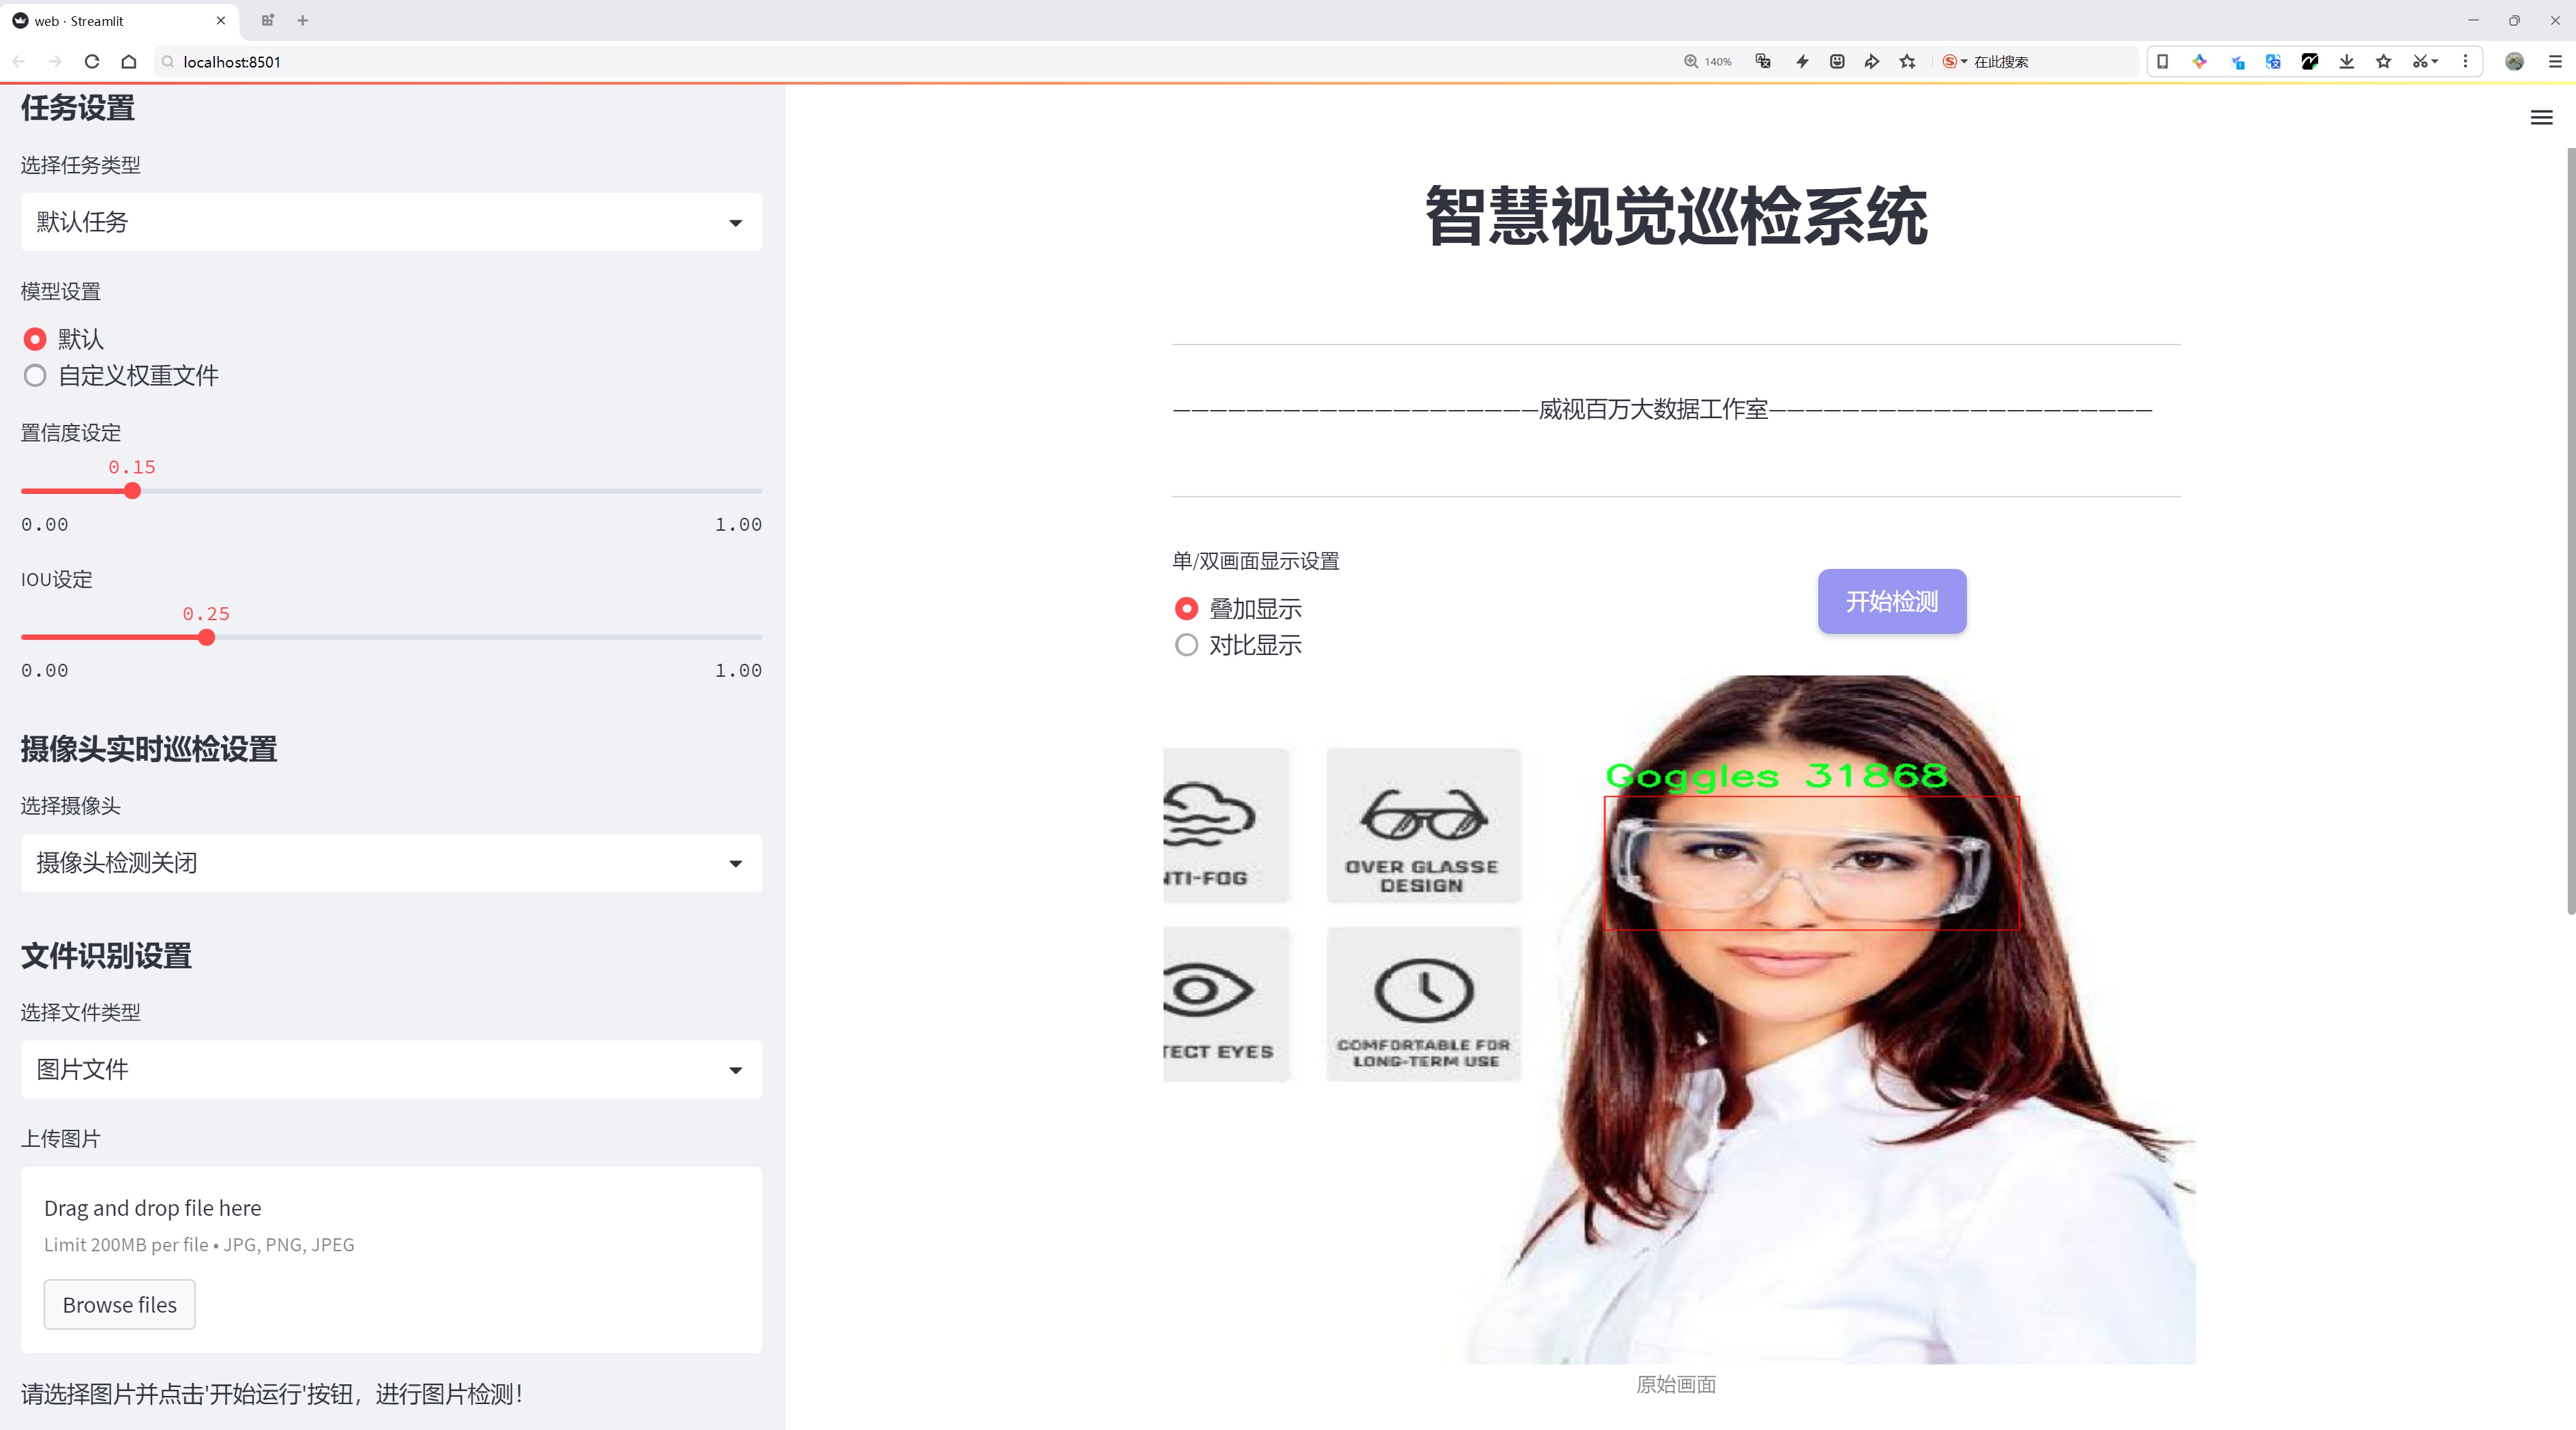 web · Streamlit
localhost:8501
140%
在此搜索
任务设置
选择任务类型
默认任务
模型设置
默认
自定义权重文件
置信度设定
0.15
0.00 1.00
IOU设定
0.25
0.00 1.00
摄像头实时巡检设置
选择摄像头
摄像头检测关闭
文件识别设置
选择文件类型
图片文件
上传图片
Drag and drop file here
Limit 200MB per file • JPG, PNG, JPEG
Browse files
请选择图片并点击'开始运行'按钮，进行图片检测！
智慧视觉巡检系统
————————————————————威视百万大数据工作室—————————————————————
单/双画面显示设置
叠加显示
对比显示
开始检测
Goggles 31868
NTI-FOG
OVER GLASSE
DESIGN
TECT EYES
COMFORTABLE FOR
LONG-TERM USE
原始画面